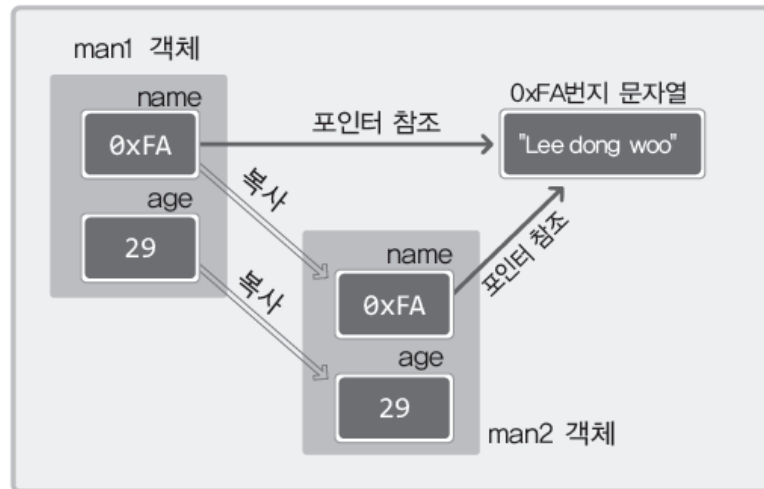 man1 객체
name
0xFA
age
29
포인터 참조
0xFA번지 문자열
"Lee dong woo"
복사
복사
포인터 참조
name
0xFA
age
29
man2 객체